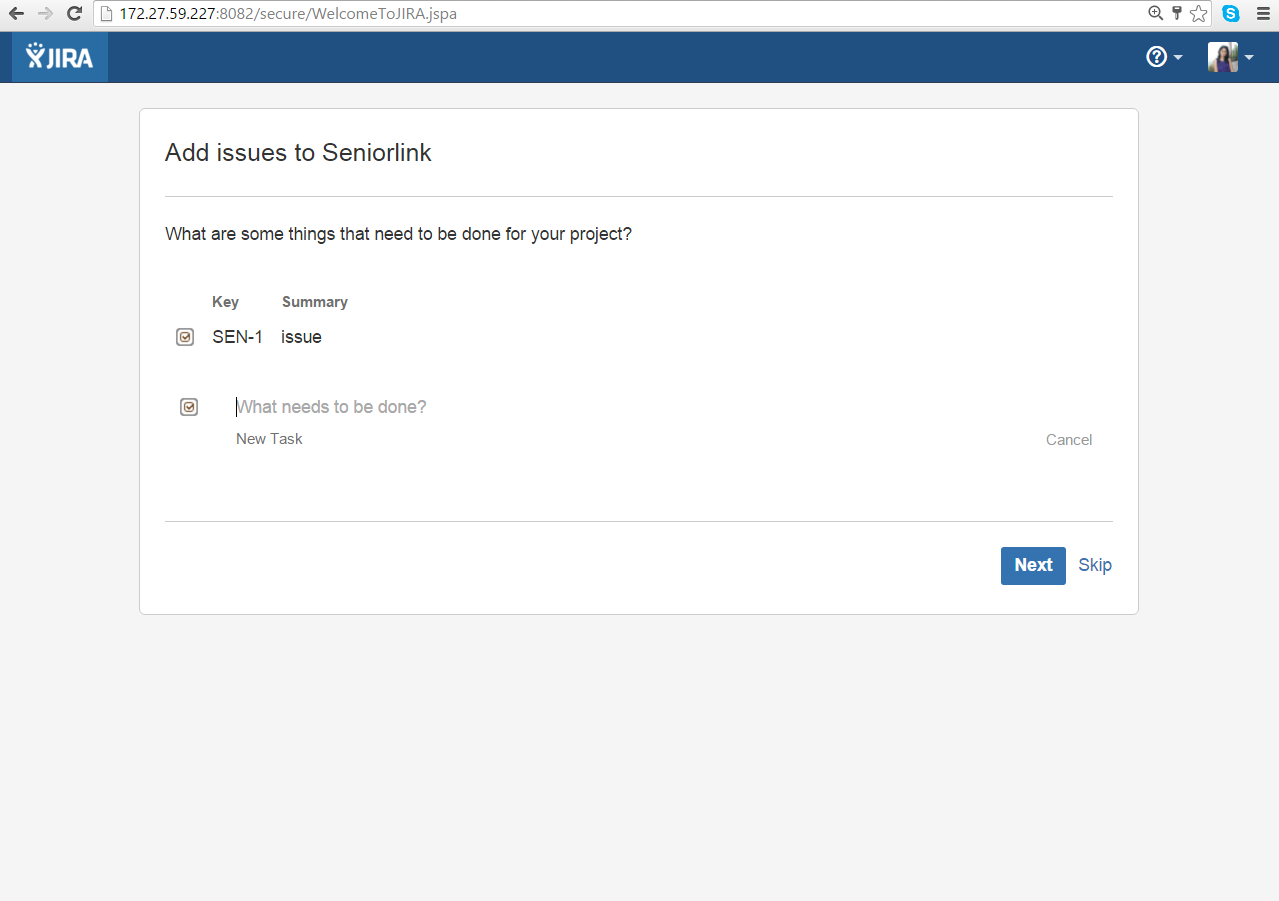 172.27.59.227:8082/secure/WelcomeToJIRA.jspa
S
JIRA
?
Add issues to Seniorlink
What are some things that need to be done for your project?
Key Summary
SEN-1 issue
What needs to be done?
New Task Cancel
Next Skip